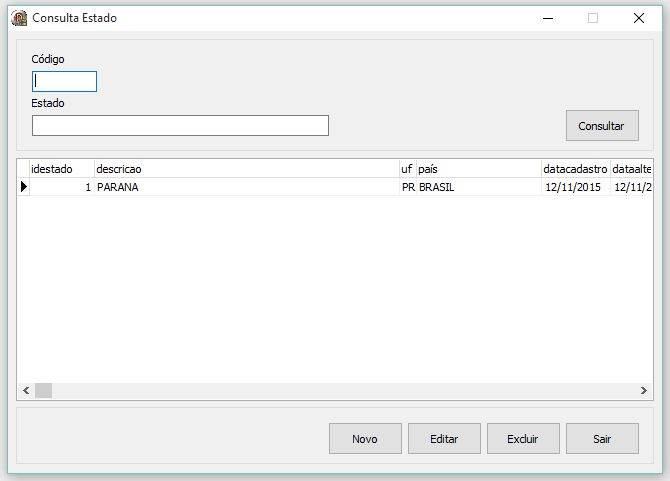 Consulta Estado
Código
Estado
Consultar
idestado descricao uf país datacadastro dataalte
1 PARANA PR BRASIL 12/11/2015 12/11/2
Novo Editar Excluir Sair